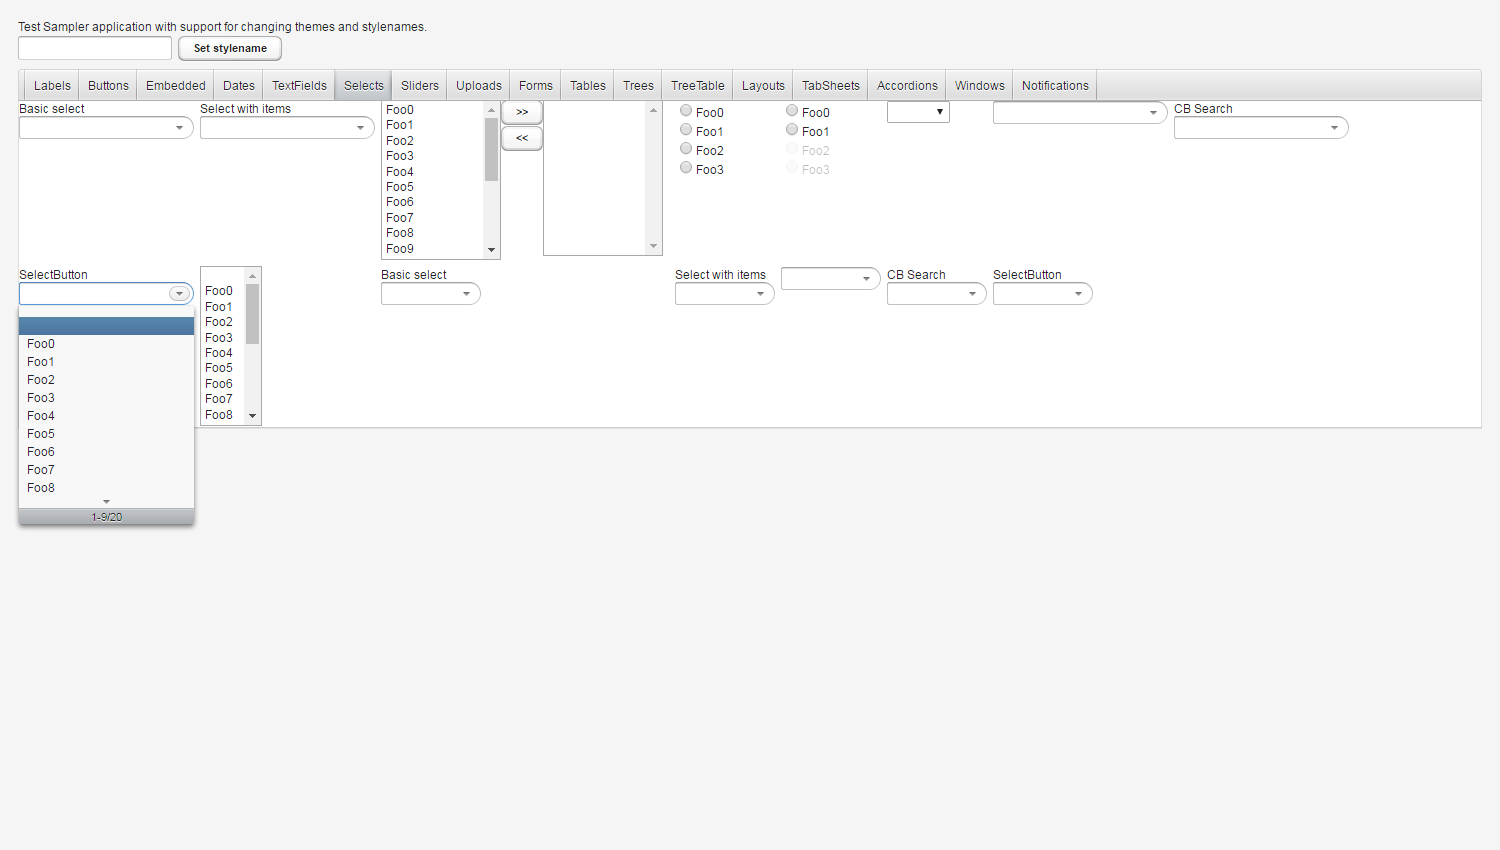 Test Sampler application with support for changing themes and stylenames.
Set stylename
Labels Buttons Embedded Dates TextFields Selects Sliders Uploads Forms Tables Trees TreeTable Layouts TabSheets Accordions Windows Notifications
Basic select
Select with items
Foo0
Foo1
Foo2
Foo3
Foo4
Foo5
Foo6
Foo7
Foo8
Foo9
>>
<<
Foo0
Foo1
Foo2
Foo3
Foo0
Foo1
Foo2
Foo3
CB Search
SelectButton
Foo0
Foo1
Foo2
Foo3
Foo4
Foo5
Foo6
Foo7
Foo8
1-9/20
Foo0
Foo1
Foo2
Foo3
Foo4
Foo5
Foo6
Foo7
Foo8
Basic select
Select with items
CB Search
SelectButton